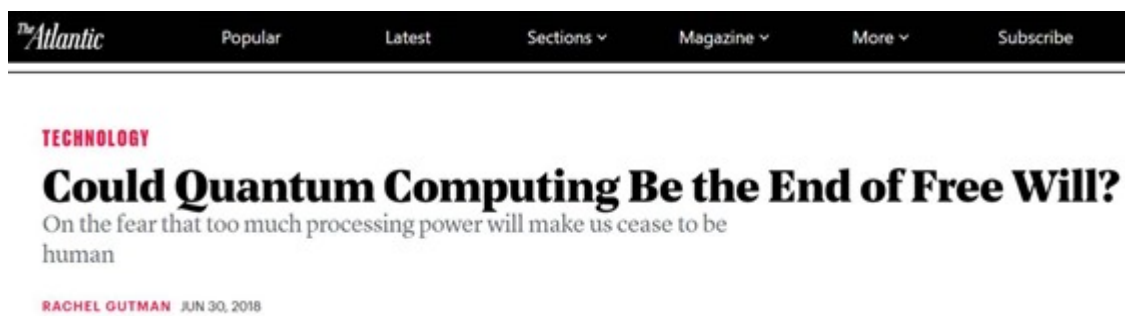 The Atlantic Popular Latest Sections Magazine More Subscribe
TECHNOLOGY
Could Quantum Computing Be the End of Free Will?
On the fear that too much processing power will make us cease to be
human
RACHEL GUTMAN JUN 30, 2018